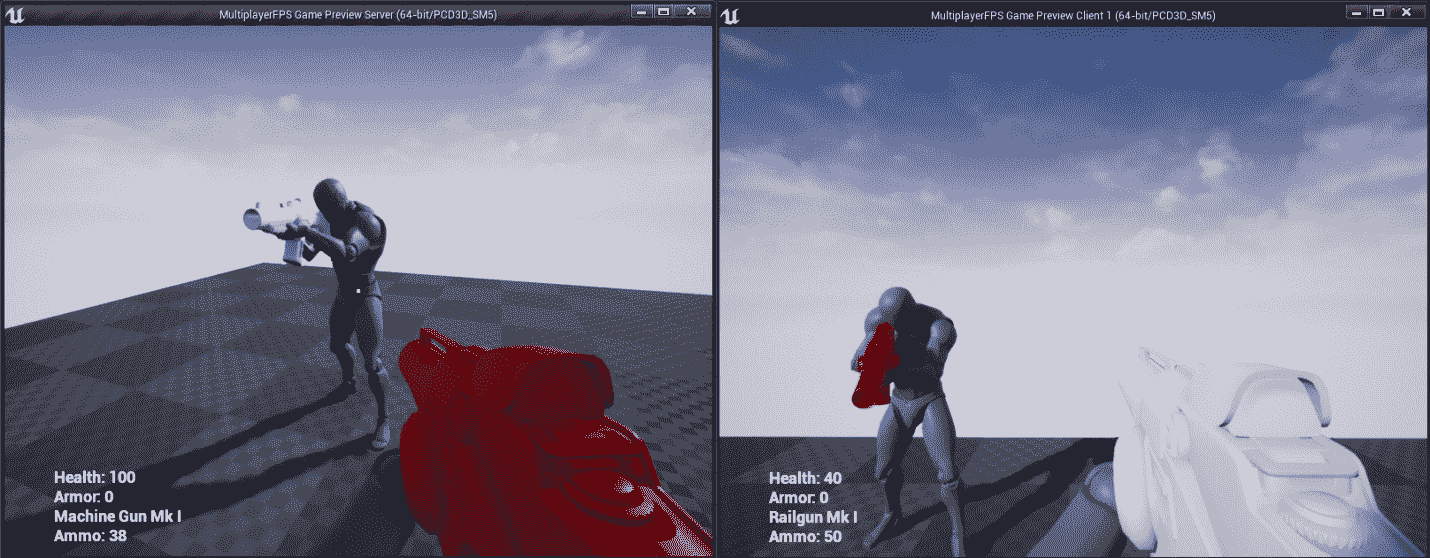 MultiplayerFPS Game Preview Server (64-bit/PCD3D_SM5)
Health: 100
Armor: 0
Machine Gun Mk I
Ammo: 38
MultiplayerFPS Game Preview Client 1 (64-bit/PCD3D_SM5)
Health: 40
Armor: 0
Railgun Mk I
Ammo: 50